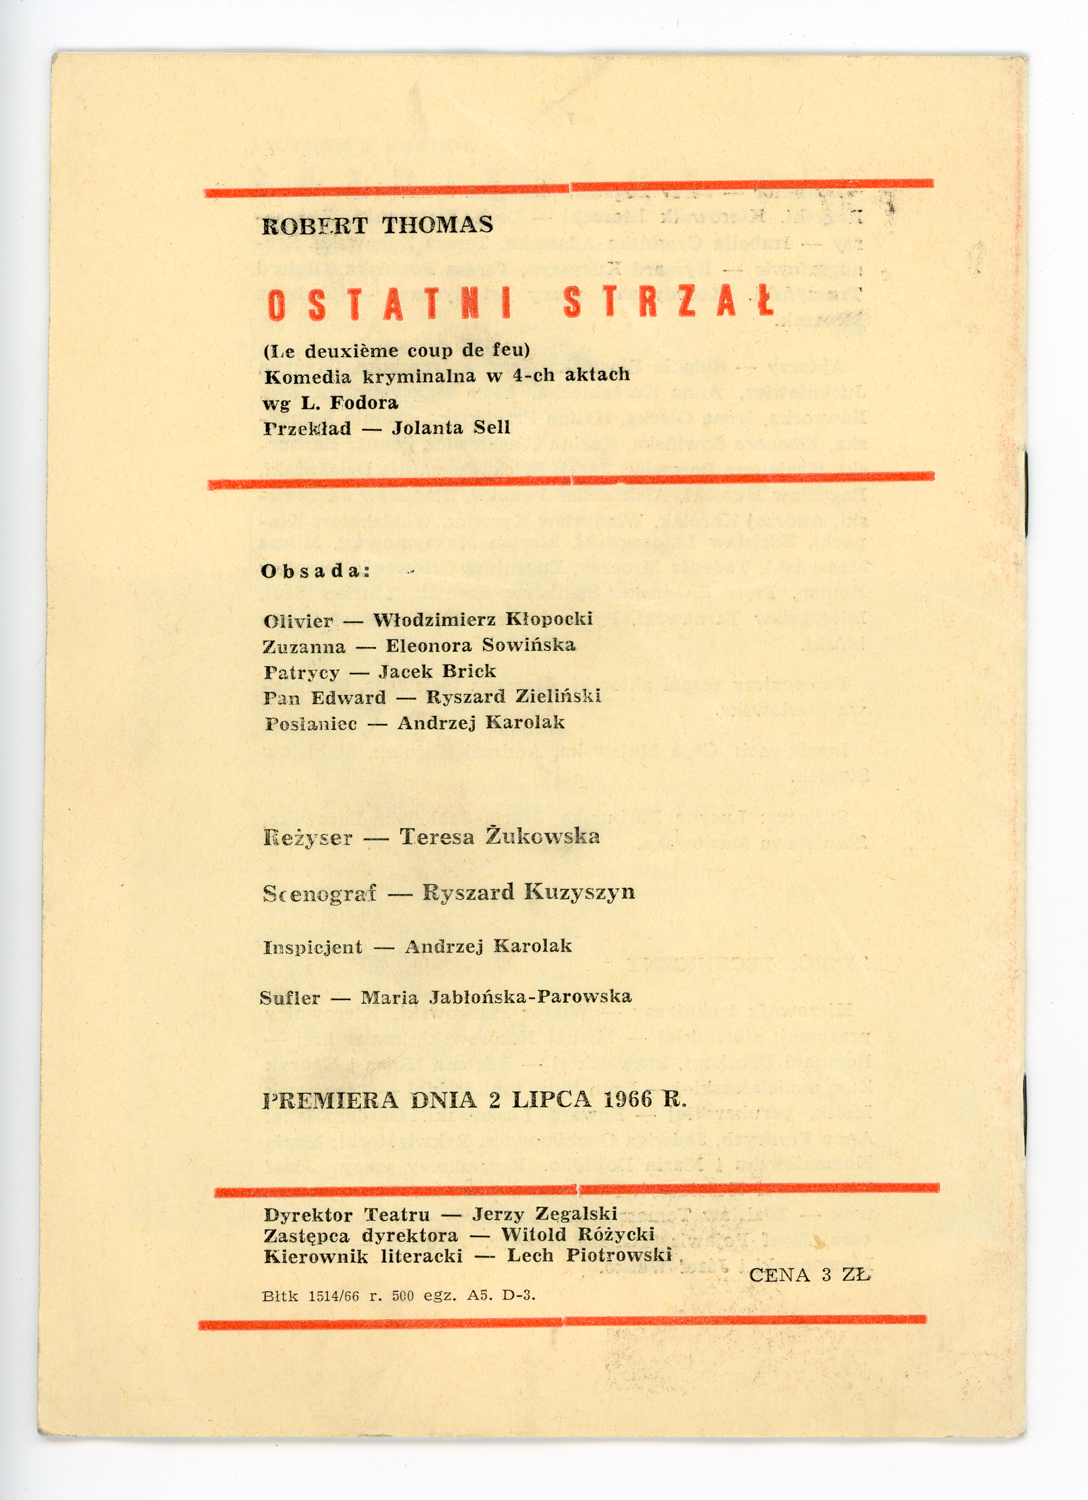 ROBERT THOMAS
OSTATNI STRZAŁ
(Le deuxième coup de feu)
Komedia kryminalna w 4-ch aktach
wg L. Fodora
Przekład — Jolanta Sell
Obsada:
Olivier — Włodzimierz Kłopocki
Zuzanna — Eleonora Sowińska
Patrycy — Jacek Brick
Pan Edward — Ryszard Zieliński
Posłaniec — Andrzej Karolak
Reżyser — Teresa Żukowska
Scenograf — Ryszard Kuzyszyn
Inspicjent — Andrzej Karolak
Sufler — Maria Jabłońska-Parowska
PREMIERA DNIA 2 LIPCA 1966 R.
Dyrektor Teatru — Jerzy Zegalski
Zastępca dyrektora — Witold Różycki
Kierownik literacki — Lech Piotrowski
CENA 3 ZŁ
Błtk 1514/66 r. 500 egz. A5. D-3.